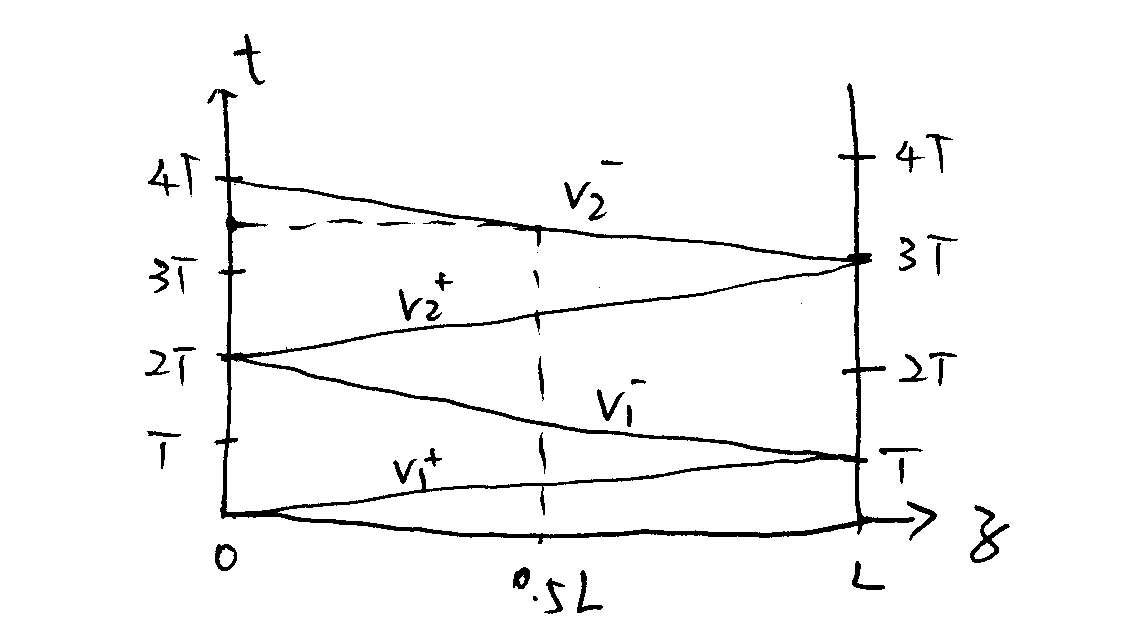 t
4T 4T
V2-
3T 3T
V2+
2T 2T
V1-
T T
V1+
0 0.5L L z